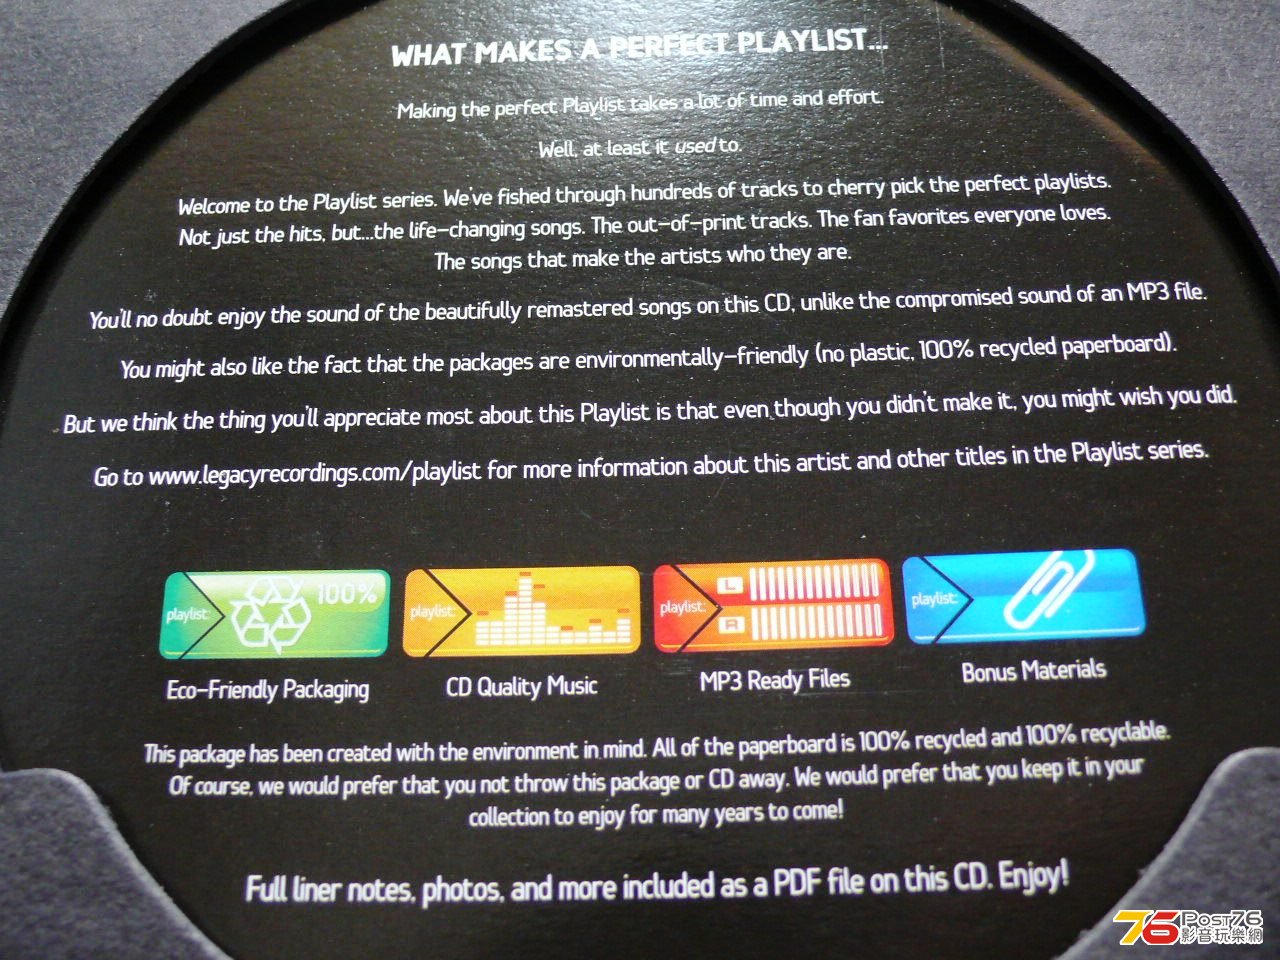 WHAT MAKES A PERFECT PLAYLIST...
Making the perfect Playlist takes a lot of time and effort.
Well, at least it used to.
Welcome to the Playlist series. We've fished through hundreds of tracks to cherry pick the perfect playlists.
Not just the hits, but...the life-changing songs. The out-of-print tracks. The fan favorites everyone loves.
The songs that make the artists who they are.
You'll no doubt enjoy the sound of the beautifully remastered songs on this CD, unlike the compromised sound of an MP3 file.
You might also like the fact that the packages are environmentally-friendly (no plastic, 100% recycled paperboard).
But we think the thing you'll appreciate most about this Playlist is that even though you didn't make it, you might wish you did.
Go to www.legacyrecordings.com/playlist for more information about this artist and other titles in the Playlist series.
playlist: 100%
playlist:
playlist: L R
playlist:
Eco-Friendly Packaging
CD Quality Music
MP3 Ready Files
Bonus Materials
This package has been created with the environment in mind. All of the paperboard is 100% recycled and 100% recyclable.
Of course, we would prefer that you not throw this package or CD away. We would prefer that you keep it in your
collection to enjoy for many years to come!
Full liner notes, photos, and more included as a PDF file on this CD. Enjoy!
76 Post76
影音玩樂網